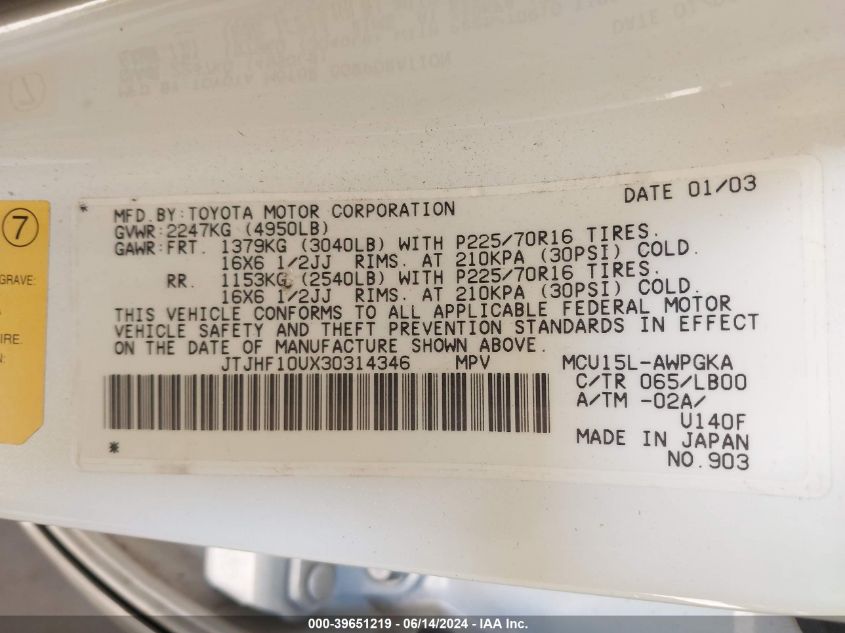 DATE 01/03
MFD.BY:TOYOTA MOTOR CORPORATION
GVWR:2247KG (4950LB)
GAWR:FRT. 1379KG (3040LB) WITH P225/70R16 TIRES.
16X6 1/2JJ RIMS. AT 210KPA (30PSI) COLD.
RR. 1153KG (2540LB) WITH P225/70R16 TIRES.
16X6 1/2JJ RIMS. AT 210KPA (30PSI) COLD.
THIS VEHICLE CONFORMS TO ALL APPLICABLE FEDERAL MOTOR
VEHICLE SAFETY AND THEFT PREVENTION STANDARDS IN EFFECT
ON THE DATE OF MANUFACTURE SHOWN ABOVE.
JTJHF10UX30314346 MPV MCU15L-AWPGKA
C/TR 065/LB00
A/TM -02A/
U140F
MADE IN JAPAN
NO.903
7
GRAVE:
IRE.
N:
000-39651219 - 06/14/2024 - IAA Inc.